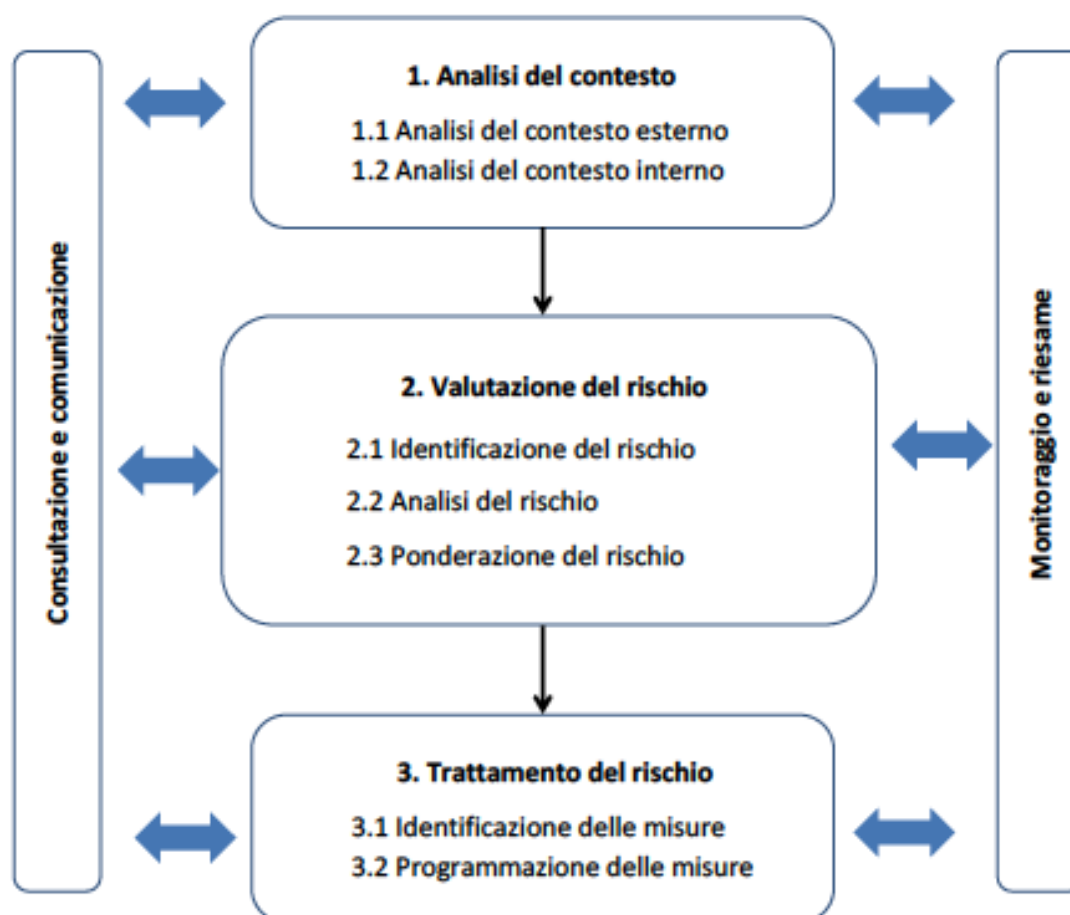 Consultazione e comunicazione
1. Analisi del contesto
1.1 Analisi del contesto esterno
1.2 Analisi del contesto interno
2. Valutazione del rischio
2.1 Identificazione del rischio
2.2 Analisi del rischio
2.3 Ponderazione del rischio
3. Trattamento del rischio
3.1 Identificazione delle misure
3.2 Programmazione delle misure
Monitoraggio e riesame